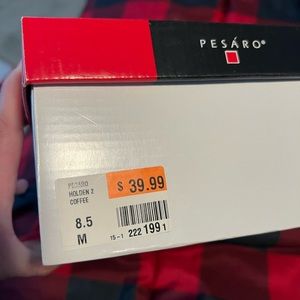 PESÁRO®
PESARO
HOLDEN 2
COFFEE
$ 39.99
8.5
M
15-1 222 199 1